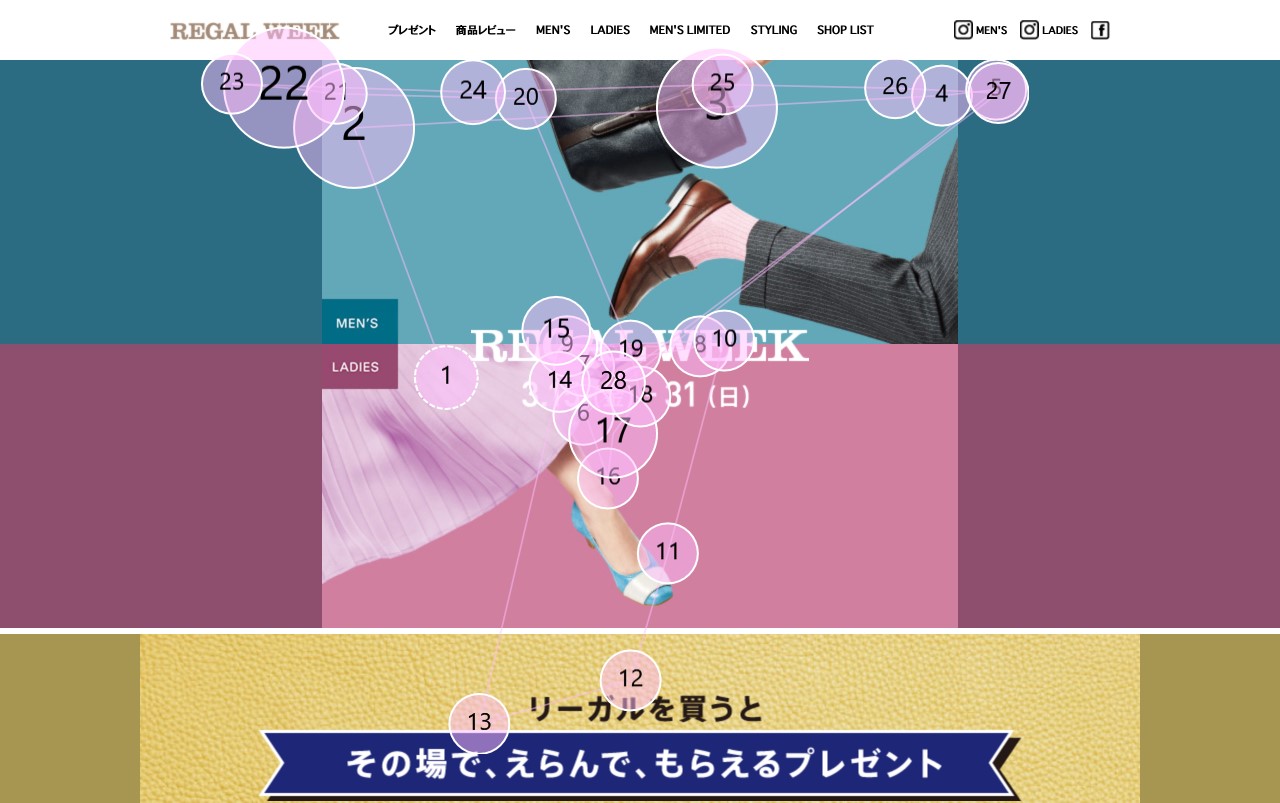 REGAL WEEK
プレゼント 商品レビュー MEN'S LADIES MEN'S LIMITED STYLING SHOP LIST MEN'S LADIES
23 22 21 24 20 25 3 26 4 5 27
2
MEN'S
LADIES
1
15 9 19 8 10
REGAL WEEK
7 14 28 18
31 (日)
6 17
16
11
12
13
リーガルを買うと
その場で、えらんで、もらえるプレゼント